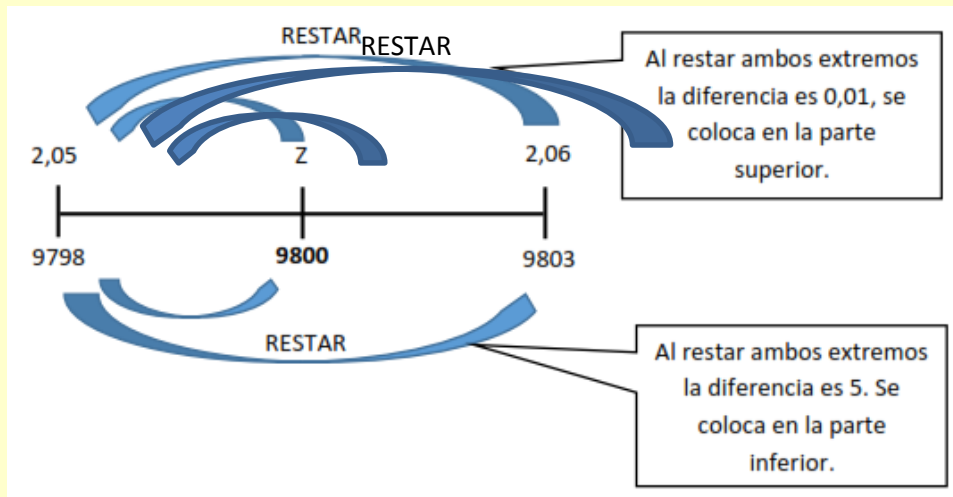 RESTAR
RESTAR
Al restar ambos extremos
la diferencia es 0,01, se
coloca en la parte
superior.
2,05 Z 2,06
9798 9800 9803
RESTAR
Al restar ambos extremos
la diferencia es 5. Se
coloca en la parte
inferior.